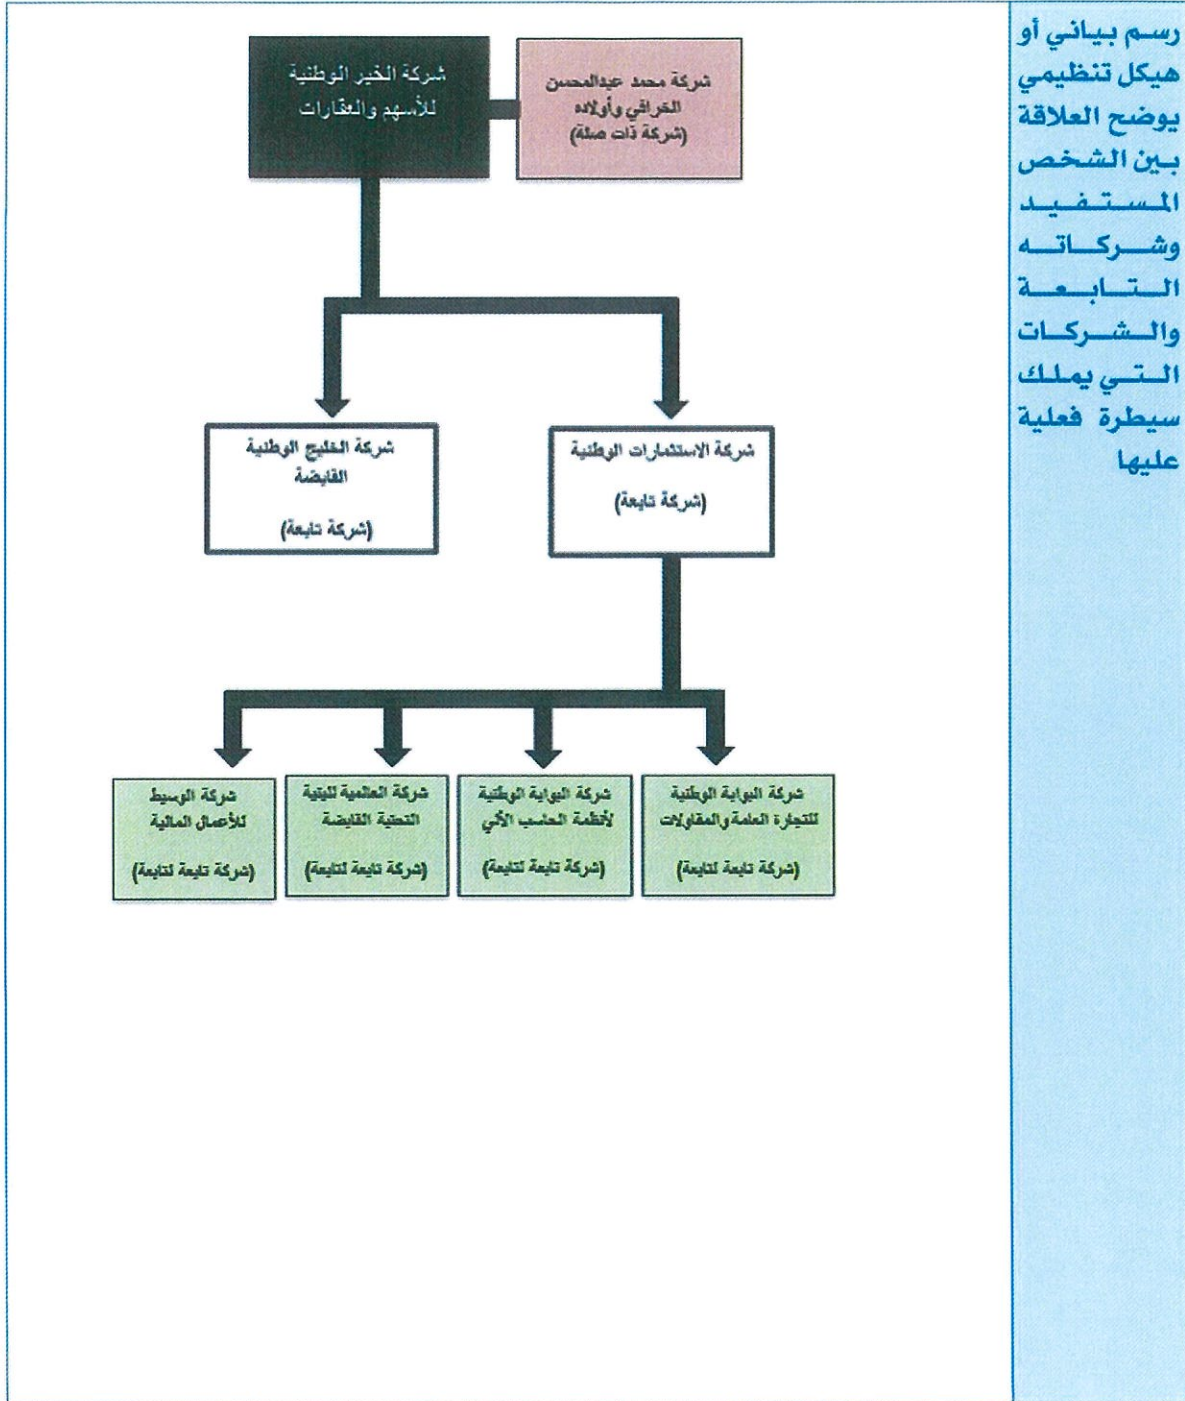 رسم بياني أو
هيكل تنظيمي
يوضح العلاقة
بين الشخص
المستفيد
وشركاته
التابعة
والشركات
التي يملك
سيطرة فعلية
عليها
شركة محمد عبدالمحسن
الخرافي وأولاده
(شركة ذات صلة)
شركة الخير الوطنية
للأسهم والعقارات
شركة الاستثمارات الوطنية
(شركة تابعة)
شركة الخليج الوطنية
القابضة
(شركة تابعة)
شركة البوابة الوطنية
للتجارة العامة والمقاولات
(شركة تابعة لتابعة)
شركة البوابة الوطنية
لأنظمة الحاسب الآلي
(شركة تابعة لتابعة)
شركة العالمية للبنية
التحتية القابضة
(شركة تابعة لتابعة)
شركة الوسيط
للأعمال المالية
(شركة تابعة لتابعة)